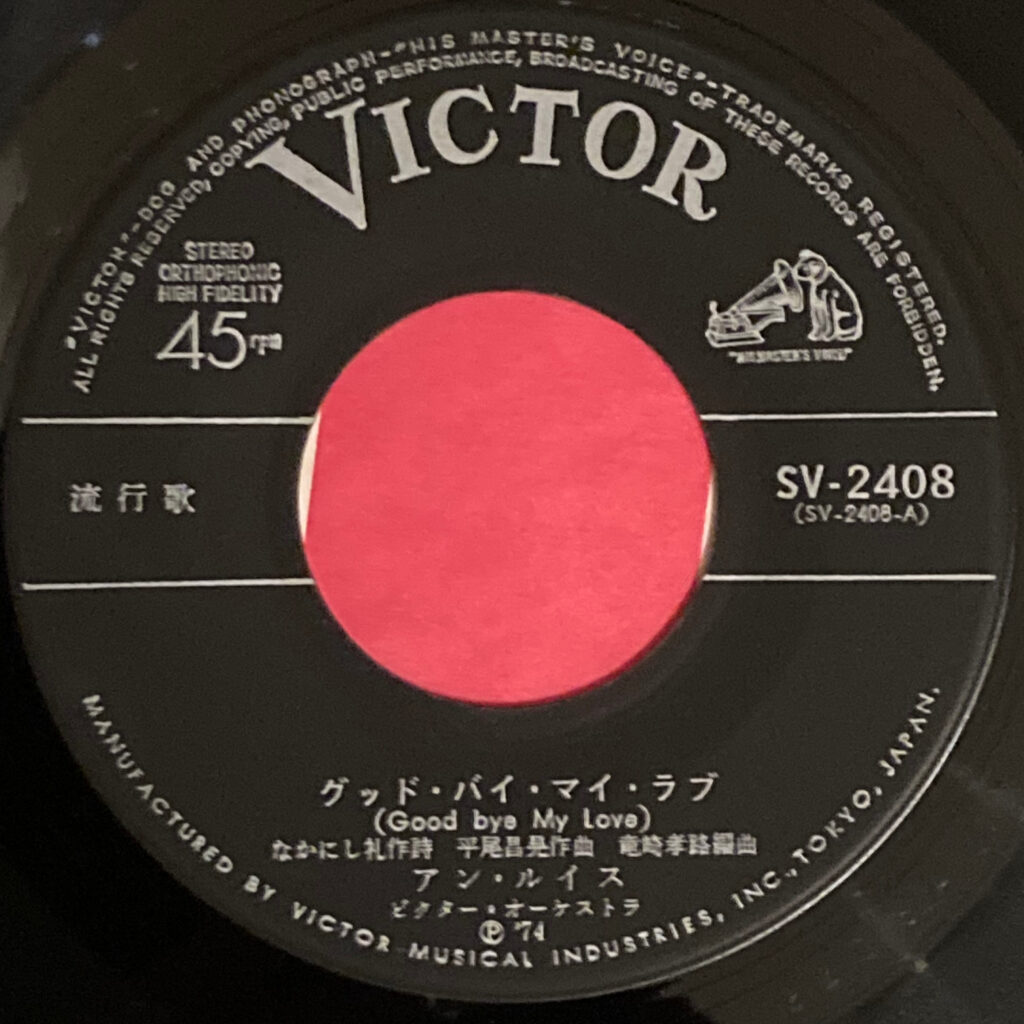 "VICTOR"-DOG AND PHONOGRAPH-"HIS MASTER'S VOICE"-TRADEMARKS REGISTERED.
ALL RIGHTS RESERVED, COPYING, PUBLIC PERFORMANCE, BROADCASTING OF THESE RECORDS ARE FORBIDDEN,
VICTOR
STEREO
ORTHOPHONIC
HIGH FIDELITY
45rpm
"HIS MASTER'S VOICE"
流行歌
SV-2408
(SV-2408-A)
グッド・バイ・マイ・ラブ
(Good bye My Love)
なかにし礼作詩 平尾昌晃作曲 竜崎孝路編曲
アン・ルイス
ビクター・オーケストラ
Ⓟ '74
MANUFACTURED BY VICTOR MUSICAL INDUSTRIES, INC., TOKYO, JAPAN.